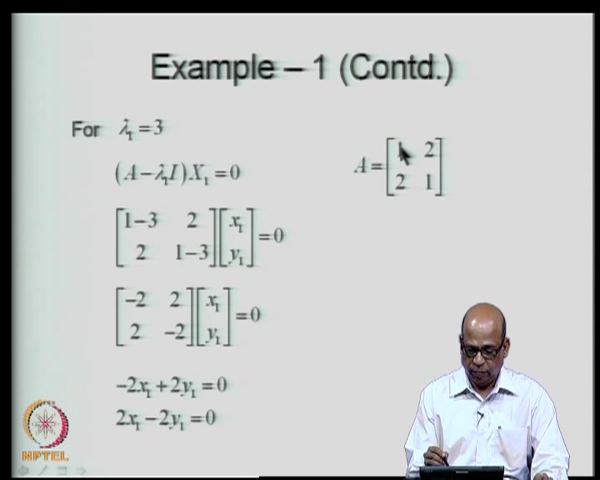 Example – 1 (Contd.)
For λ₁ = 3
(A − λ₁I)X₁ = 0
A = [1 2; 2 1]
[1−3 2; 2 1−3][x₁; y₁] = 0
[−2 2; 2 −2][x₁; y₁] = 0
−2x₁ + 2y₁ = 0
2x₁ − 2y₁ = 0
NPTEL